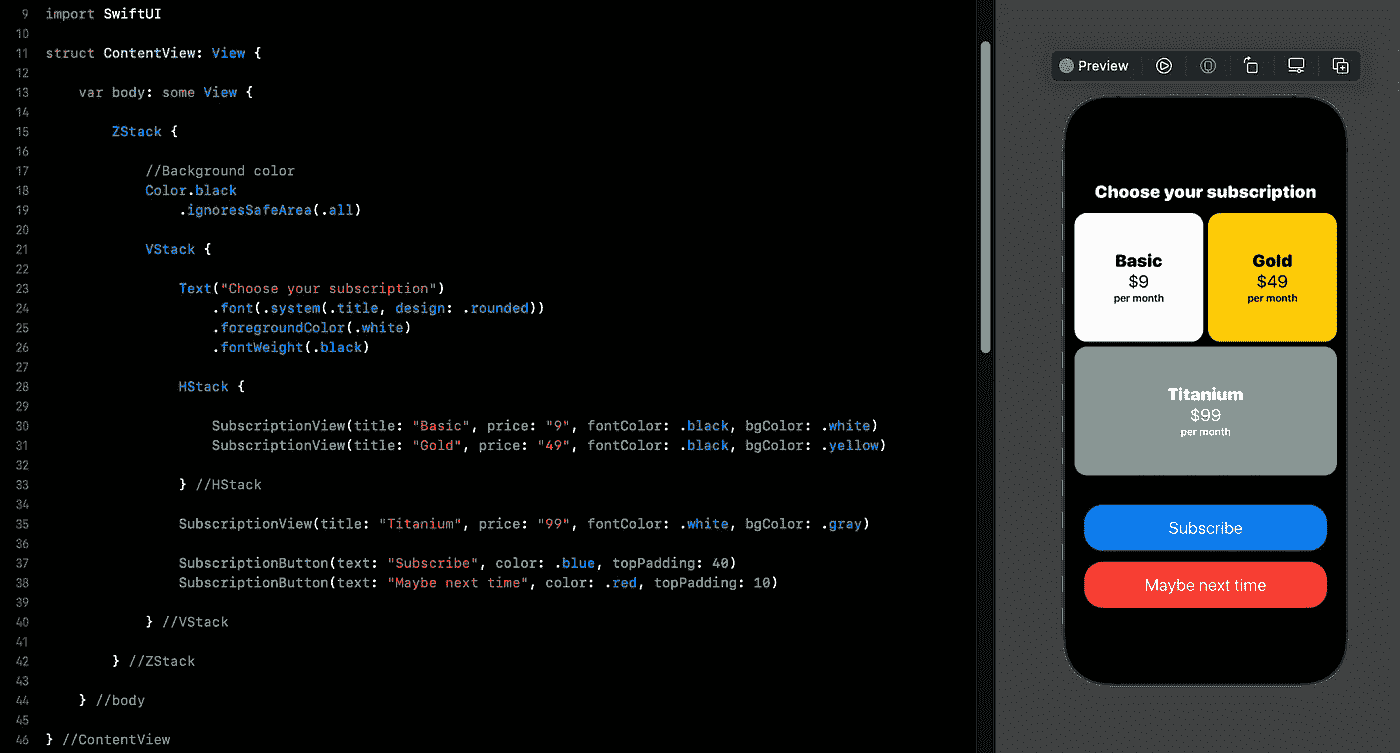 9 import SwiftUI
10
11 struct ContentView: View {
12
13 var body: some View {
14
15 ZStack {
16
17 //Background color
18 Color.black
19 .ignoresSafeArea(.all)
20
21 VStack {
22
23 Text("Choose your subscription")
24 .font(.system(.title, design: .rounded))
25 .foregroundColor(.white)
26 .fontWeight(.black)
27
28 HStack {
29
30 SubscriptionView(title: "Basic", price: "9", fontColor: .black, bgColor: .white)
31 SubscriptionView(title: "Gold", price: "49", fontColor: .black, bgColor: .yellow)
32
33 } //HStack
34
35 SubscriptionView(title: "Titanium", price: "99", fontColor: .white, bgColor: .gray)
36
37 SubscriptionButton(text: "Subscribe", color: .blue, topPadding: 40)
38 SubscriptionButton(text: "Maybe next time", color: .red, topPadding: 10)
39
40 } //VStack
41
42 } //ZStack
43
44 } //body
45
46 } //ContentView
Preview
Choose your subscription
Basic
$9
per month
Gold
$49
per month
Titanium
$99
per month
Subscribe
Maybe next time